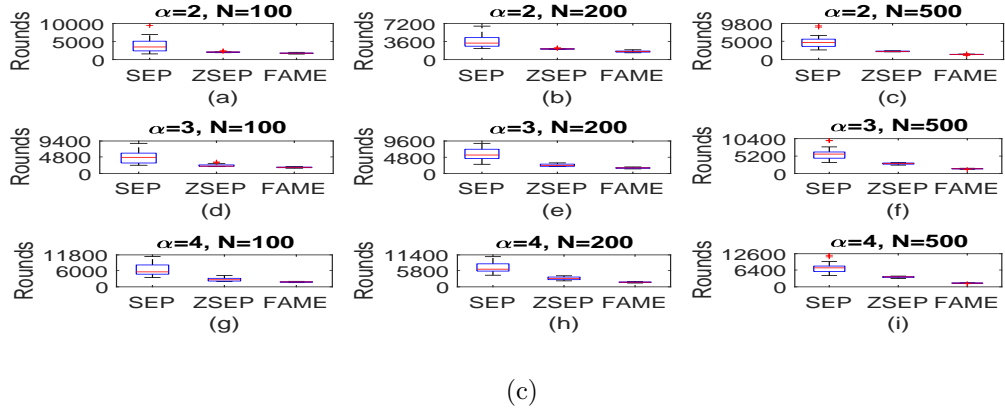 α=2, N=100
10000
5000
0
Rounds
SEP ZSEP FAME
(a)
α=2, N=200
7200
3600
0
Rounds
SEP ZSEP FAME
(b)
α=2, N=500
9800
5000
0
Rounds
SEP ZSEP FAME
(c)
α=3, N=100
9400
4800
0
Rounds
SEP ZSEP FAME
(d)
α=3, N=200
9600
4800
0
Rounds
SEP ZSEP FAME
(e)
α=3, N=500
10400
5200
0
Rounds
SEP ZSEP FAME
(f)
α=4, N=100
11800
6000
0
Rounds
SEP ZSEP FAME
(g)
α=4, N=200
11800
5800
0
Rounds
SEP ZSEP FAME
(h)
α=4, N=500
12600
6400
0
Rounds
SEP ZSEP FAME
(i)
(c)